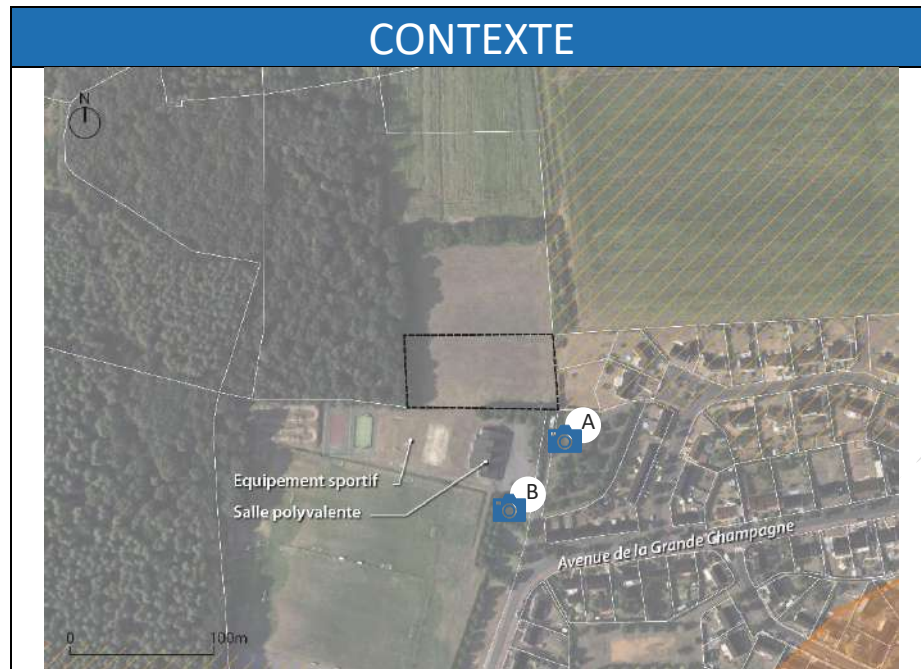 CONTEXTE
N
A
Equipement sportif
B
Salle polyvalente
Avenue de la Grande Champagne
0 100m